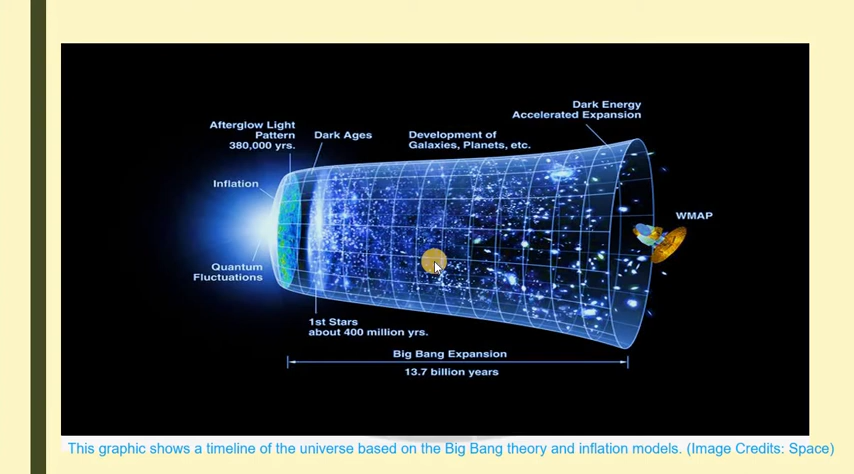 Dark Energy
Accelerated Expansion
Afterglow Light
Pattern
380,000 yrs.
Dark Ages
Development of
Galaxies, Planets, etc.
Inflation
WMAP
Quantum
Fluctuations
1st Stars
about 400 million yrs.
Big Bang Expansion
13.7 billion years
This graphic shows a timeline of the universe based on the Big Bang theory and inflation models. (Image Credits: Space)